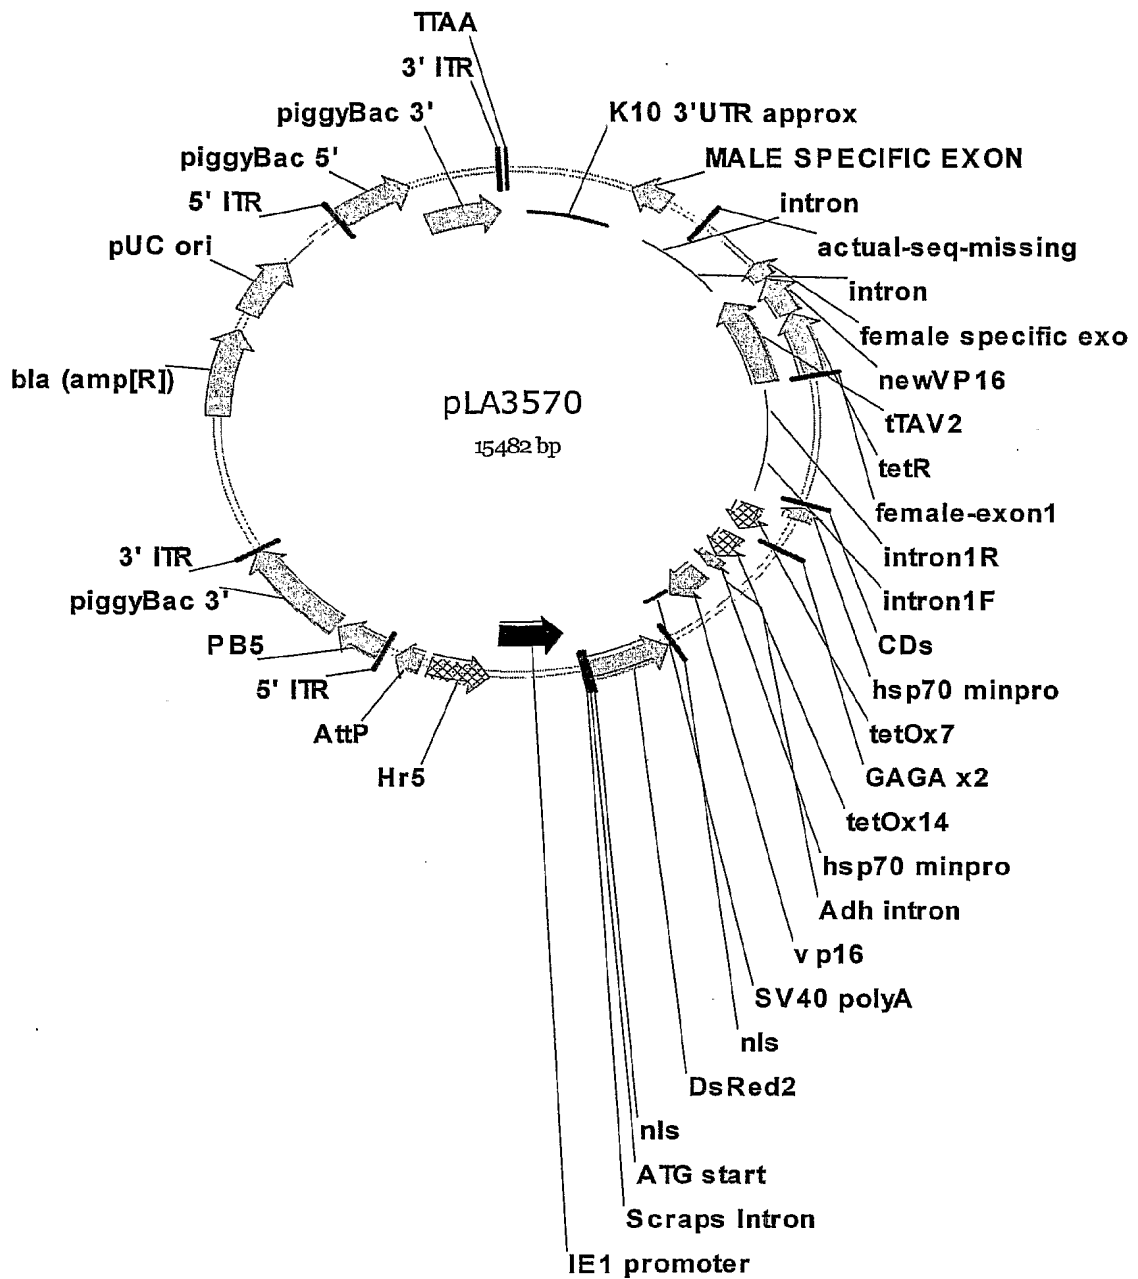 TTAA
3' ITR
piggyBac 3'
K10 3'UTR approx
piggyBac 5'
MALE SPECIFIC EXON
5' ITR
intron
pUC ori
actual-seq-missing
intron
female specific exo
bla (amp[R])
newVP16
pLA3570
tTAV2
15482 bp
tetR
female-exon1
3' ITR
intron1R
piggyBac 3'
intron1F
PB5
CDs
5' ITR
hsp70 minpro
AttP
tetOx7
Hr5
GAGA x2
tetOx14
hsp70 minpro
Adh intron
vp16
SV40 polyA
nls
DsRed2
nls
ATG start
Scraps Intron
IE1 promoter